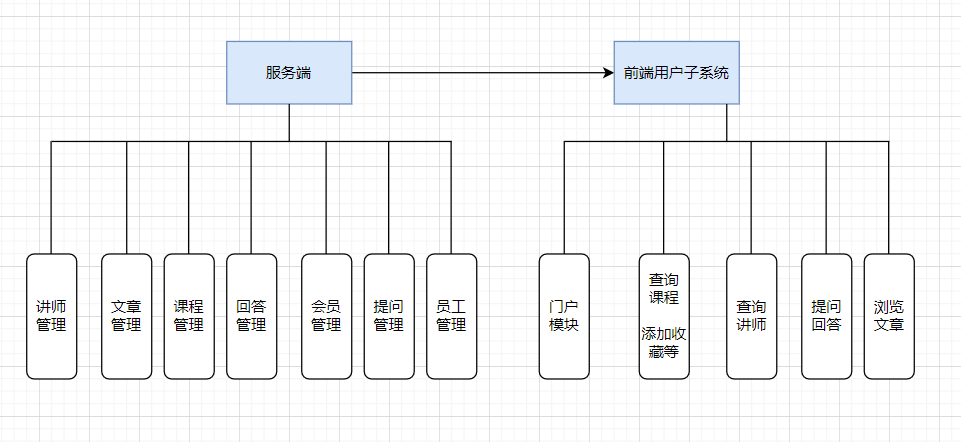 服务端
前端用户子系统
讲师
管理
文章
管理
课程
管理
回答
管理
会员
管理
提问
管理
员工
管理
门户
模块
查询
课程
添加收
藏等
查询
讲师
提问
回答
浏览
文章